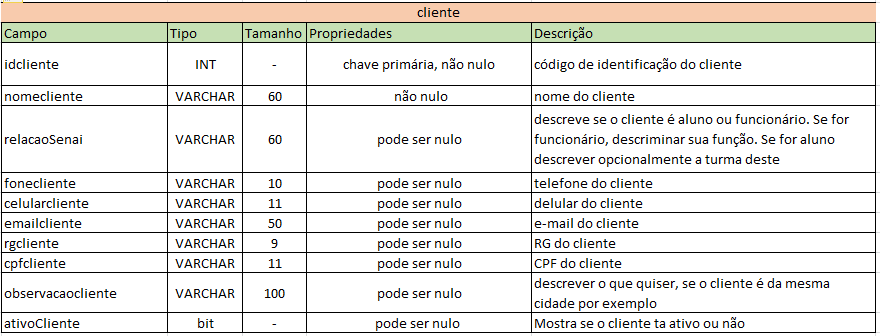 cliente
Campo Tipo Tamanho Propriedades Descrição
idcliente INT - chave primária, não nulo código de identificação do cliente
nomecliente VARCHAR 60 não nulo nome do cliente
relacaoSenai VARCHAR 60 pode ser nulo descreve se o cliente é aluno ou funcionário. Se for
funcionário, descriminar sua função. Se for aluno
descrever opcionalmente a turma deste
fonecliente VARCHAR 10 pode ser nulo telefone do cliente
celularcliente VARCHAR 11 pode ser nulo delular do cliente
emailcliente VARCHAR 50 pode ser nulo e-mail do cliente
rgcliente VARCHAR 9 pode ser nulo RG do cliente
cpfcliente VARCHAR 11 pode ser nulo CPF do cliente
observacaocliente VARCHAR 100 pode ser nulo descrever o que quiser, se o cliente é da mesma
cidade por exemplo
ativoCliente bit - pode ser nulo Mostra se o cliente ta ativo ou não